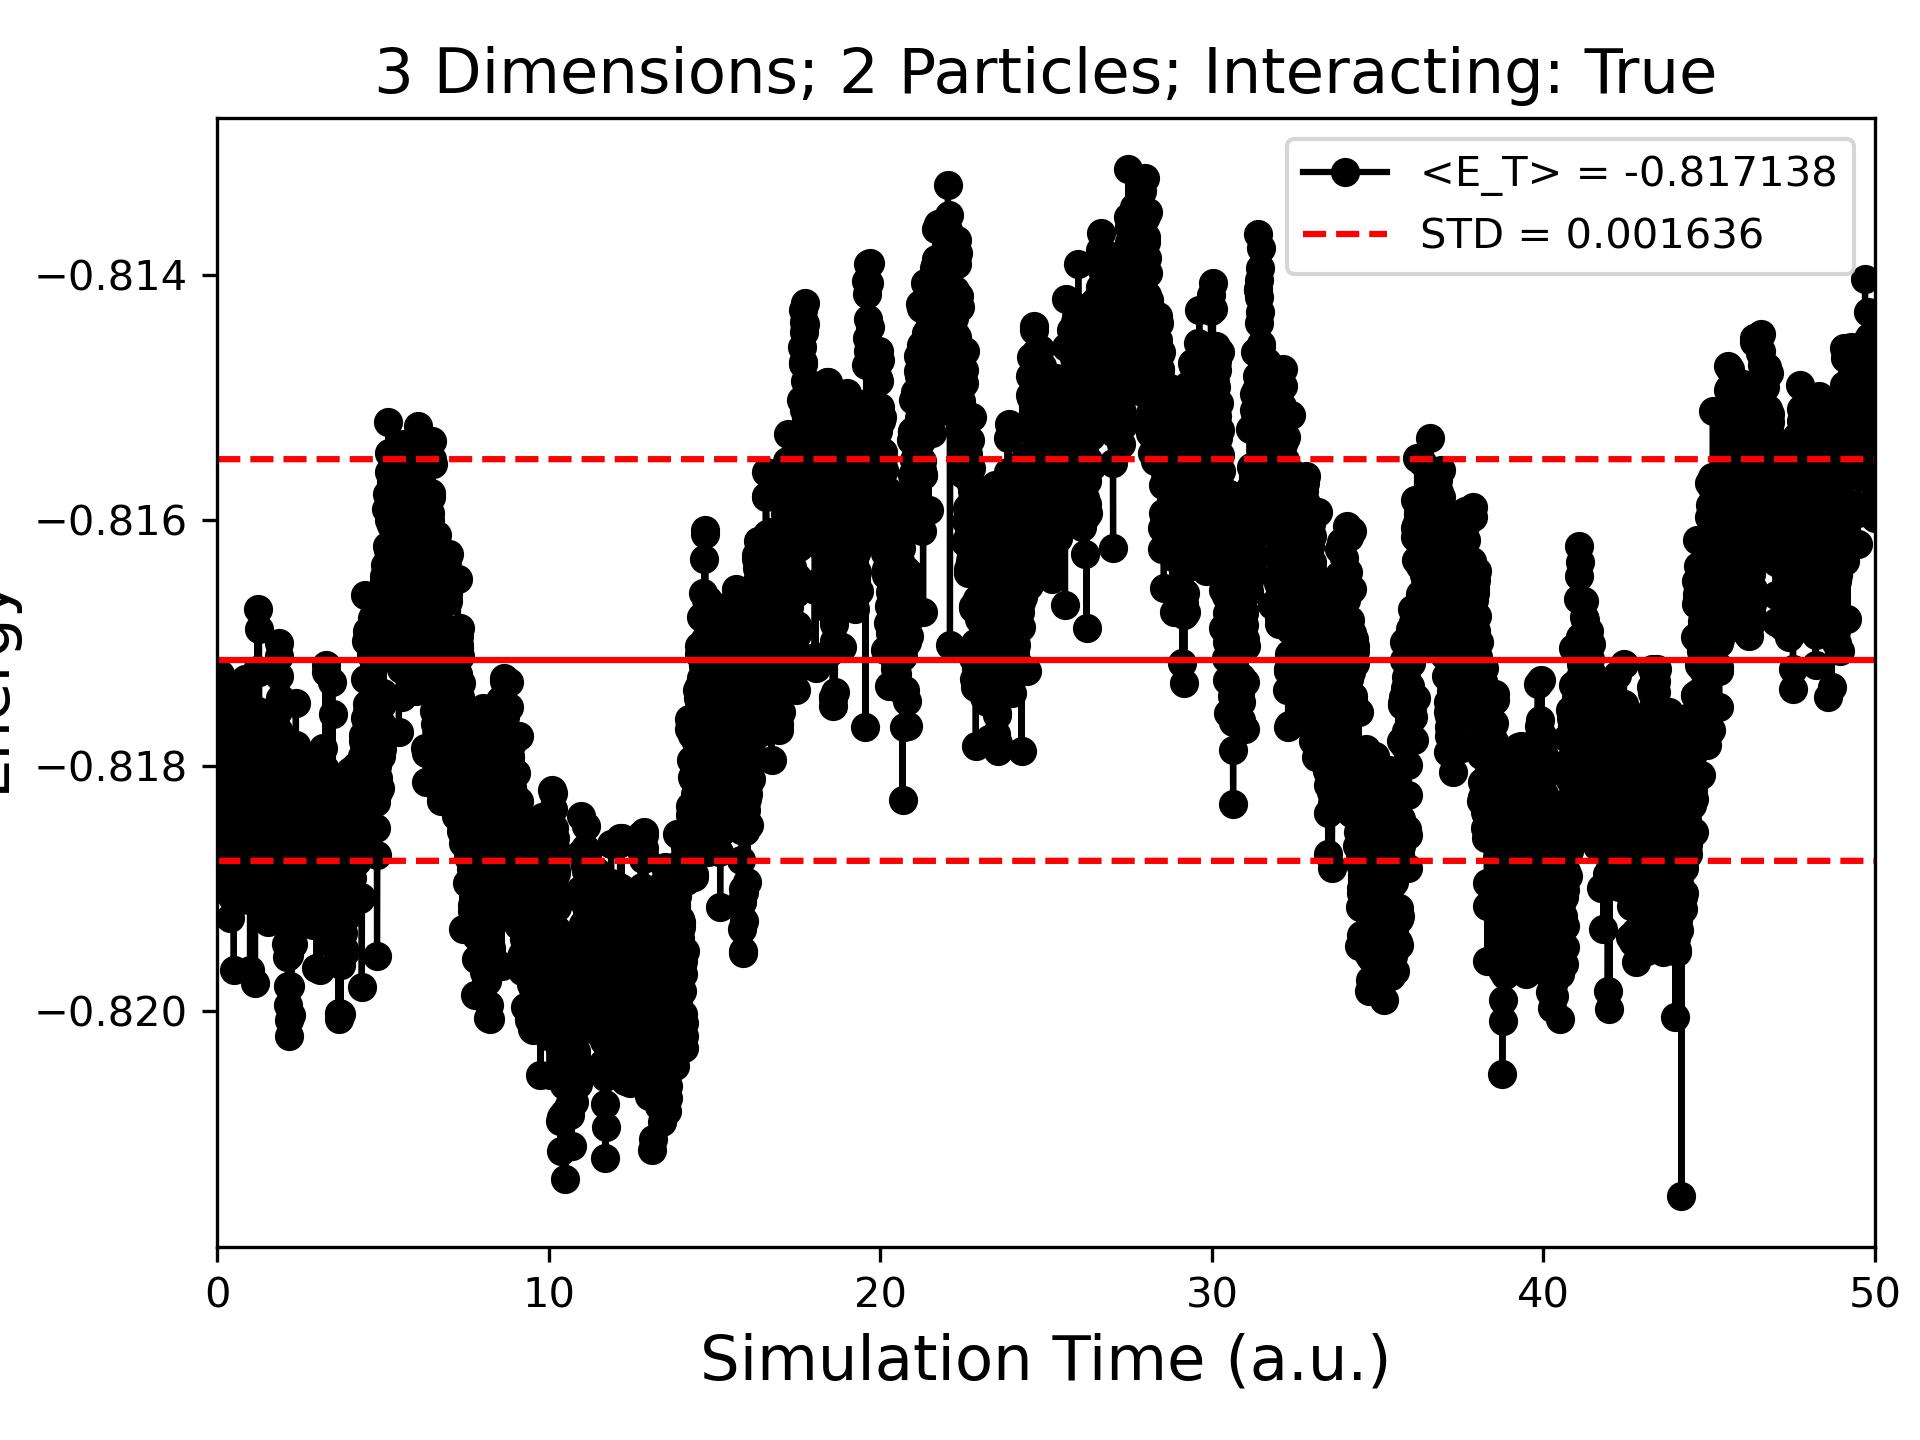 3 Dimensions; 2 Particles; Interacting: True
<E_T> = -0.817138
STD = 0.001636
−0.814
−0.816
−0.818
−0.820
0 10 20 30 40 50
Simulation Time (a.u.)
Energy